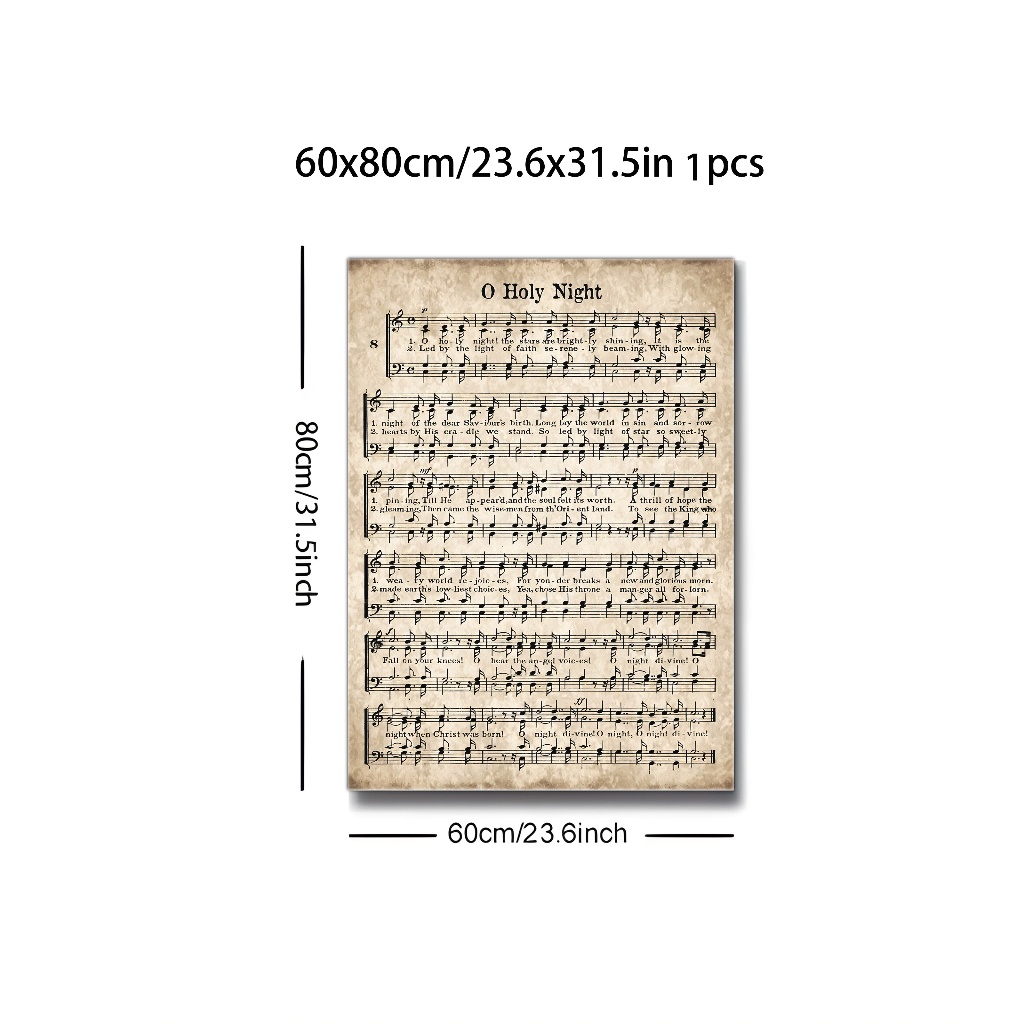 60x80cm/23.6x31.5in 1pcs
80cm/31.5inch
O Holy Night
p
8
1. O ho-ly night! the stars are bright-ly shin-ing, It is the
2. Led by the light of faith se-rene-ly beam-ing, With glow-ing
1. night of the dear Sav-iour's birth, Long lay the world in sin and sor-row
2. hearts by His cra-dle we stand. So led by light of star so sweet-ly
mf p
1. pin-ing, Till He ap-pear'd, and the soul felt its worth. A thrill of hope the
2. gleam-ing, Then came the wise-men from th' Ori-ent land. To see the King who
1. wea-ry world re-joic-es, For yon-der breaks a new and glorious morn.
2. made earth's low-liest choic-es, Yea, chose His throne a man-ger all for-lorn.
Fall on your knees! O hear the an-gel voic-es! O night di-vine! O
ff
night when Christ was born! O night di-vine! O night, O night di-vine!
60cm/23.6inch